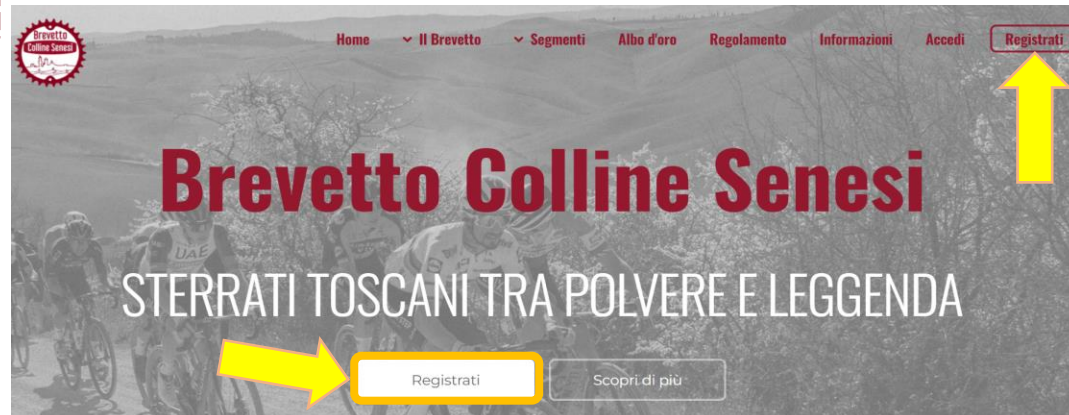 Brevetto
Colline Senesi
Home Il Brevetto Segmenti Albo d'oro Regolamento Informazioni Accedi Registrati
Brevetto Colline Senesi
UAE
STERRATI TOSCANI TRA POLVERE E LEGGENDA
Registrati Scopri di più